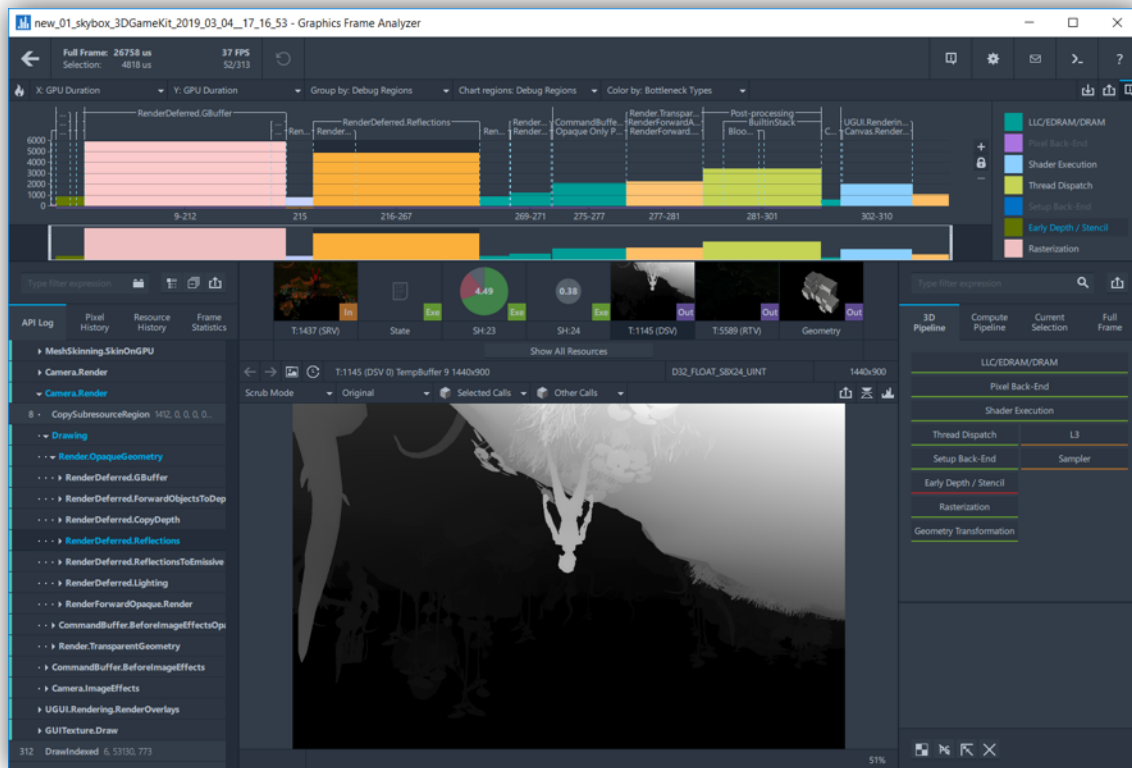 new_01_skybox_3DGameKit_2019_03_04__17_16_53 - Graphics Frame Analyzer
Full Frame: 26758 us 37 FPS
Selection: 4818 us 52/313
X: GPU Duration Y: GPU Duration Group by: Debug Regions Chart regions: Debug Regions Color by: Bottleneck Types
RenderDeferred.GBuffer
RenderDeferred.Reflections
Ren... Render... Ren...
Render...
Render...
CommandBuffe...
Opaque Only P...
Render.Transpar...
RenderForwardA...
RenderForward....
Post-processing
BuiltinStack
Bloo...
C...
UGUI.Renderin...
Canvas.Render...
6000
5000
4000
3000
2000
1000
0
9-212 215 216-267 269-271 275-277 277-281 281-301 302-310
LLC/EDRAM/DRAM
Pixel Back-End
Shader Execution
Thread Dispatch
Setup Back-End
Early Depth / Stencil
Rasterization
Type filter expression
API Log
Pixel History
Resource History
Frame Statistics
MeshSkinning.SkinOnGPU
Camera.Render
Camera.Render
8 CopySubresourceRegion 1412, 0, 0, 0, 0...
Drawing
Render.OpaqueGeometry
RenderDeferred.GBuffer
RenderDeferred.ForwardObjectsToDep
RenderDeferred.CopyDepth
RenderDeferred.Reflections
RenderDeferred.ReflectionsToEmissive
RenderDeferred.Lighting
RenderForwardOpaque.Render
CommandBuffer.BeforeImageEffectsOpa
Render.TransparentGeometry
CommandBuffer.BeforeImageEffects
Camera.ImageEffects
UGUI.Rendering.RenderOverlays
GUITexture.Draw
312 DrawIndexed 6, 53130, 773
In Exe 4.49 Exe 0.38 Exe Out Out Out
T:1437 (SRV) State SH:23 SH:24 T:1145 (DSV) T:5589 (RTV) Geometry
Show All Resources
T:1145 (DSV 0) TempBuffer 9 1440x900 D32_FLOAT_S8X24_UINT 1440x900
Scrub Mode Original Selected Calls Other Calls
51%
Type filter expression
3D Pipeline
Compute Pipeline
Current Selection
Full Frame
LLC/EDRAM/DRAM
Pixel Back-End
Shader Execution
Thread Dispatch L3
Setup Back-End Sampler
Early Depth / Stencil
Rasterization
Geometry Transformation